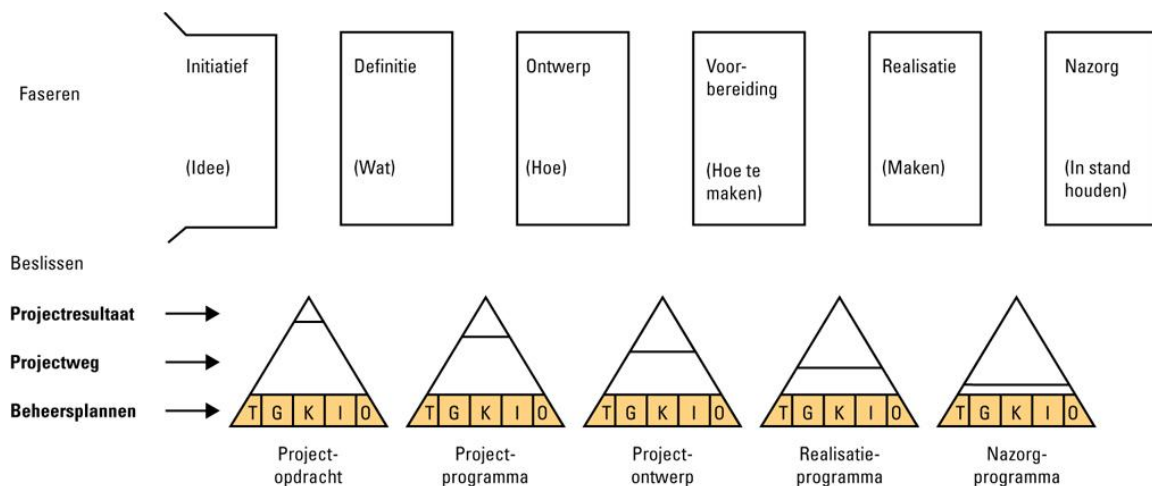 Faseren
Initiatief
(Idee)
Definitie
(Wat)
Ontwerp
(Hoe)
Voor-
bereiding
(Hoe te
maken)
Realisatie
(Maken)
Nazorg
(In stand
houden)
Beslissen
Projectresultaat
Projectweg
Beheersplannen
T G K I O
Project-
opdracht
T G K I O
Project-
programma
T G K I O
Project-
ontwerp
T G K I O
Realisatie-
programma
T G K I O
Nazorg-
programma